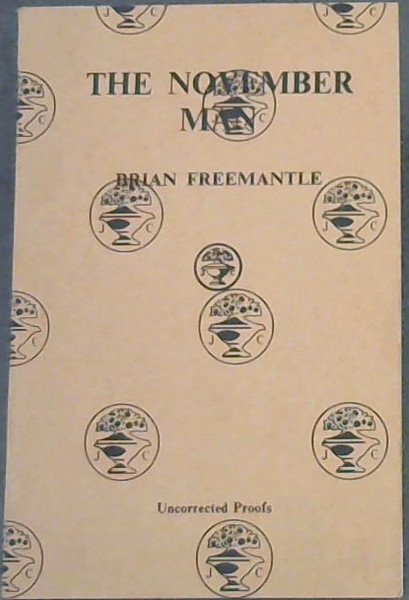 THE NOVEMBER
MAN
BRIAN FREEMANTLE
J C
J C
J C
C
J C
J C
Uncorrected Proofs
J C
C